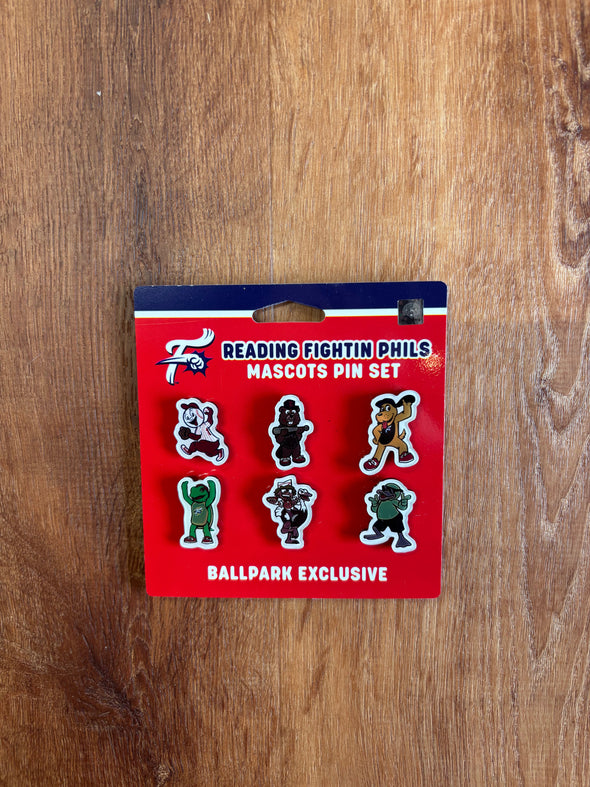 READING FIGHTIN PHILS
MASCOTS PIN SET
BALLPARK EXCLUSIVE